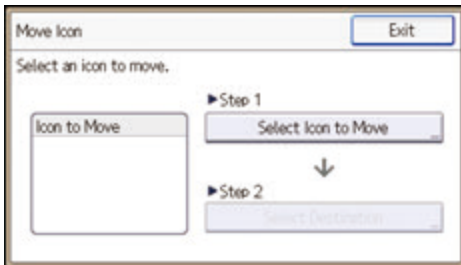 Move Icon
Exit
Select an icon to move.
▶Step 1
Icon to Move
Select Icon to Move
▶Step 2
Select Destination